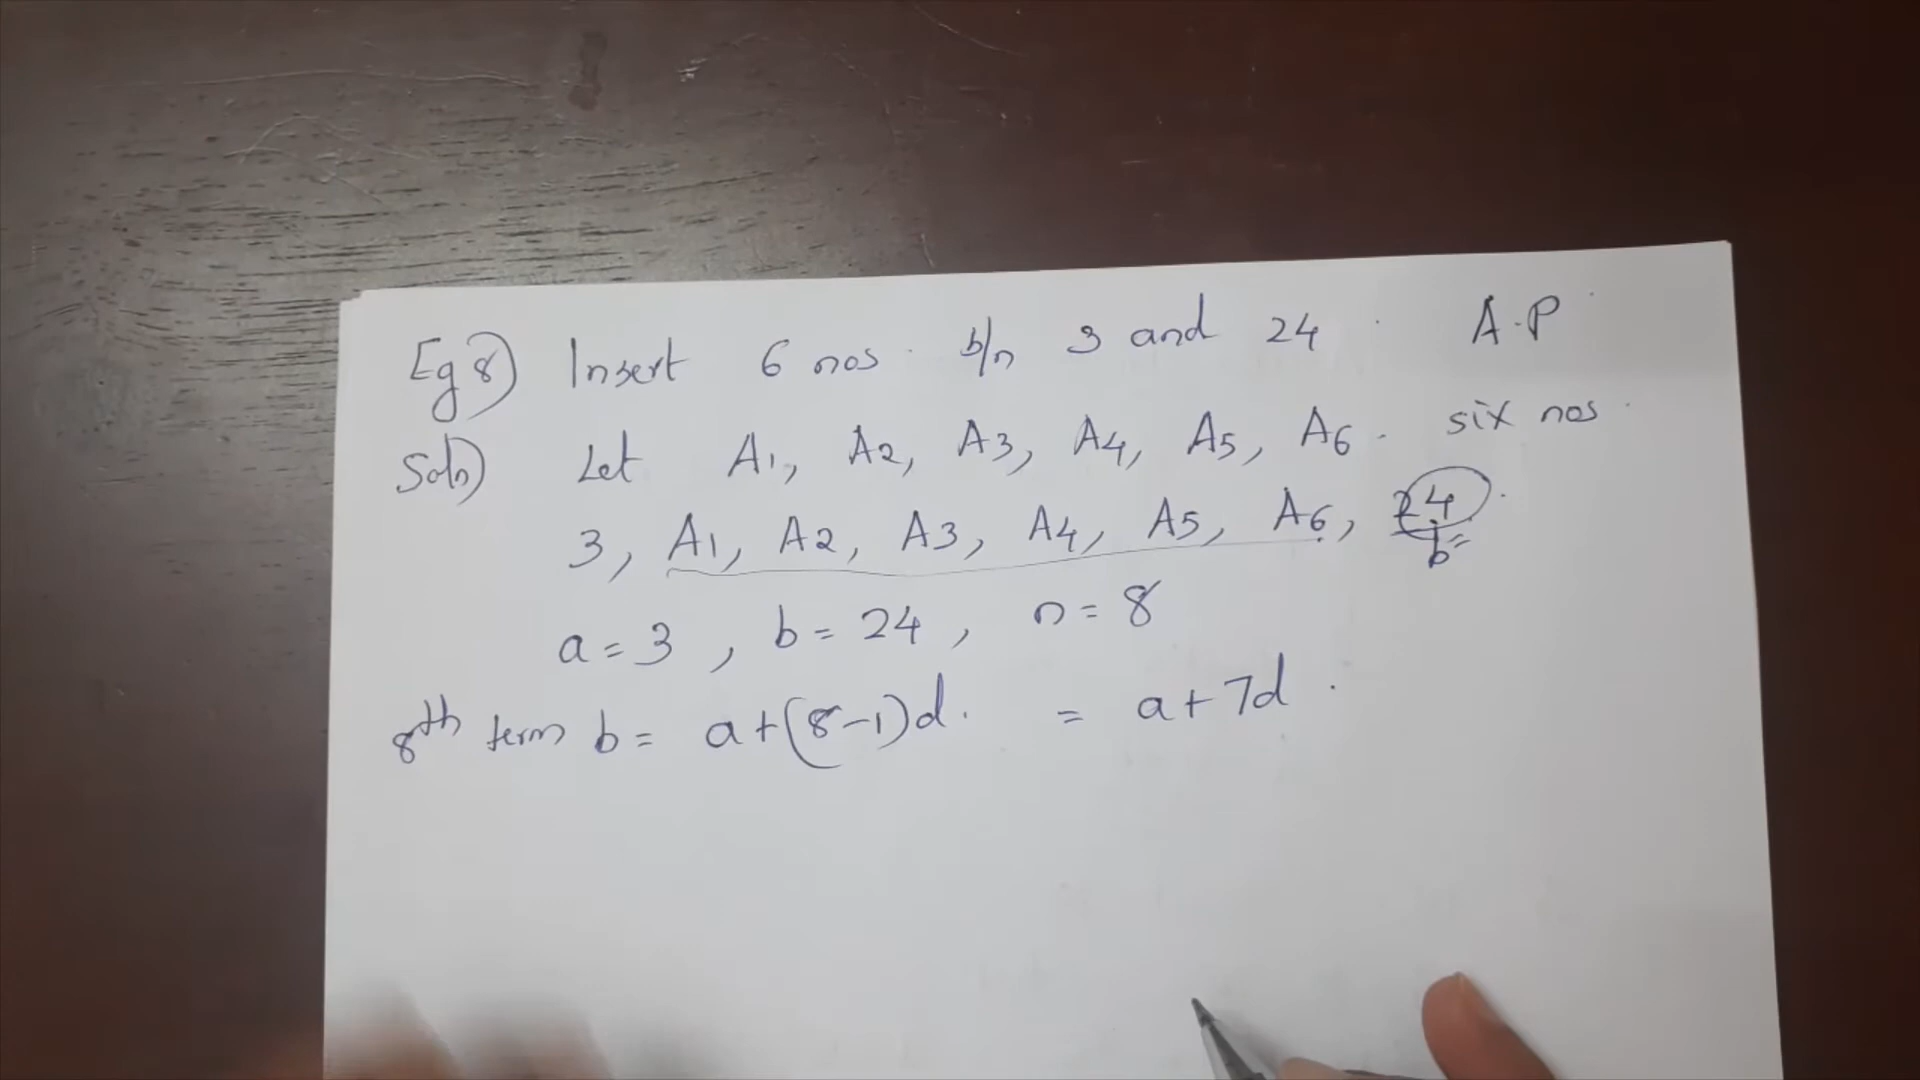 Eg 8) Insert 6 nos. b/n 3 and 24. A.P
Soln) Let A1, A2, A3, A4, A5, A6. six nos.
3, A1, A2, A3, A4, A5, A6, 24.
b=
a=3, b=24, n=8
8th term b= a+(8-1)d. = a+7d.